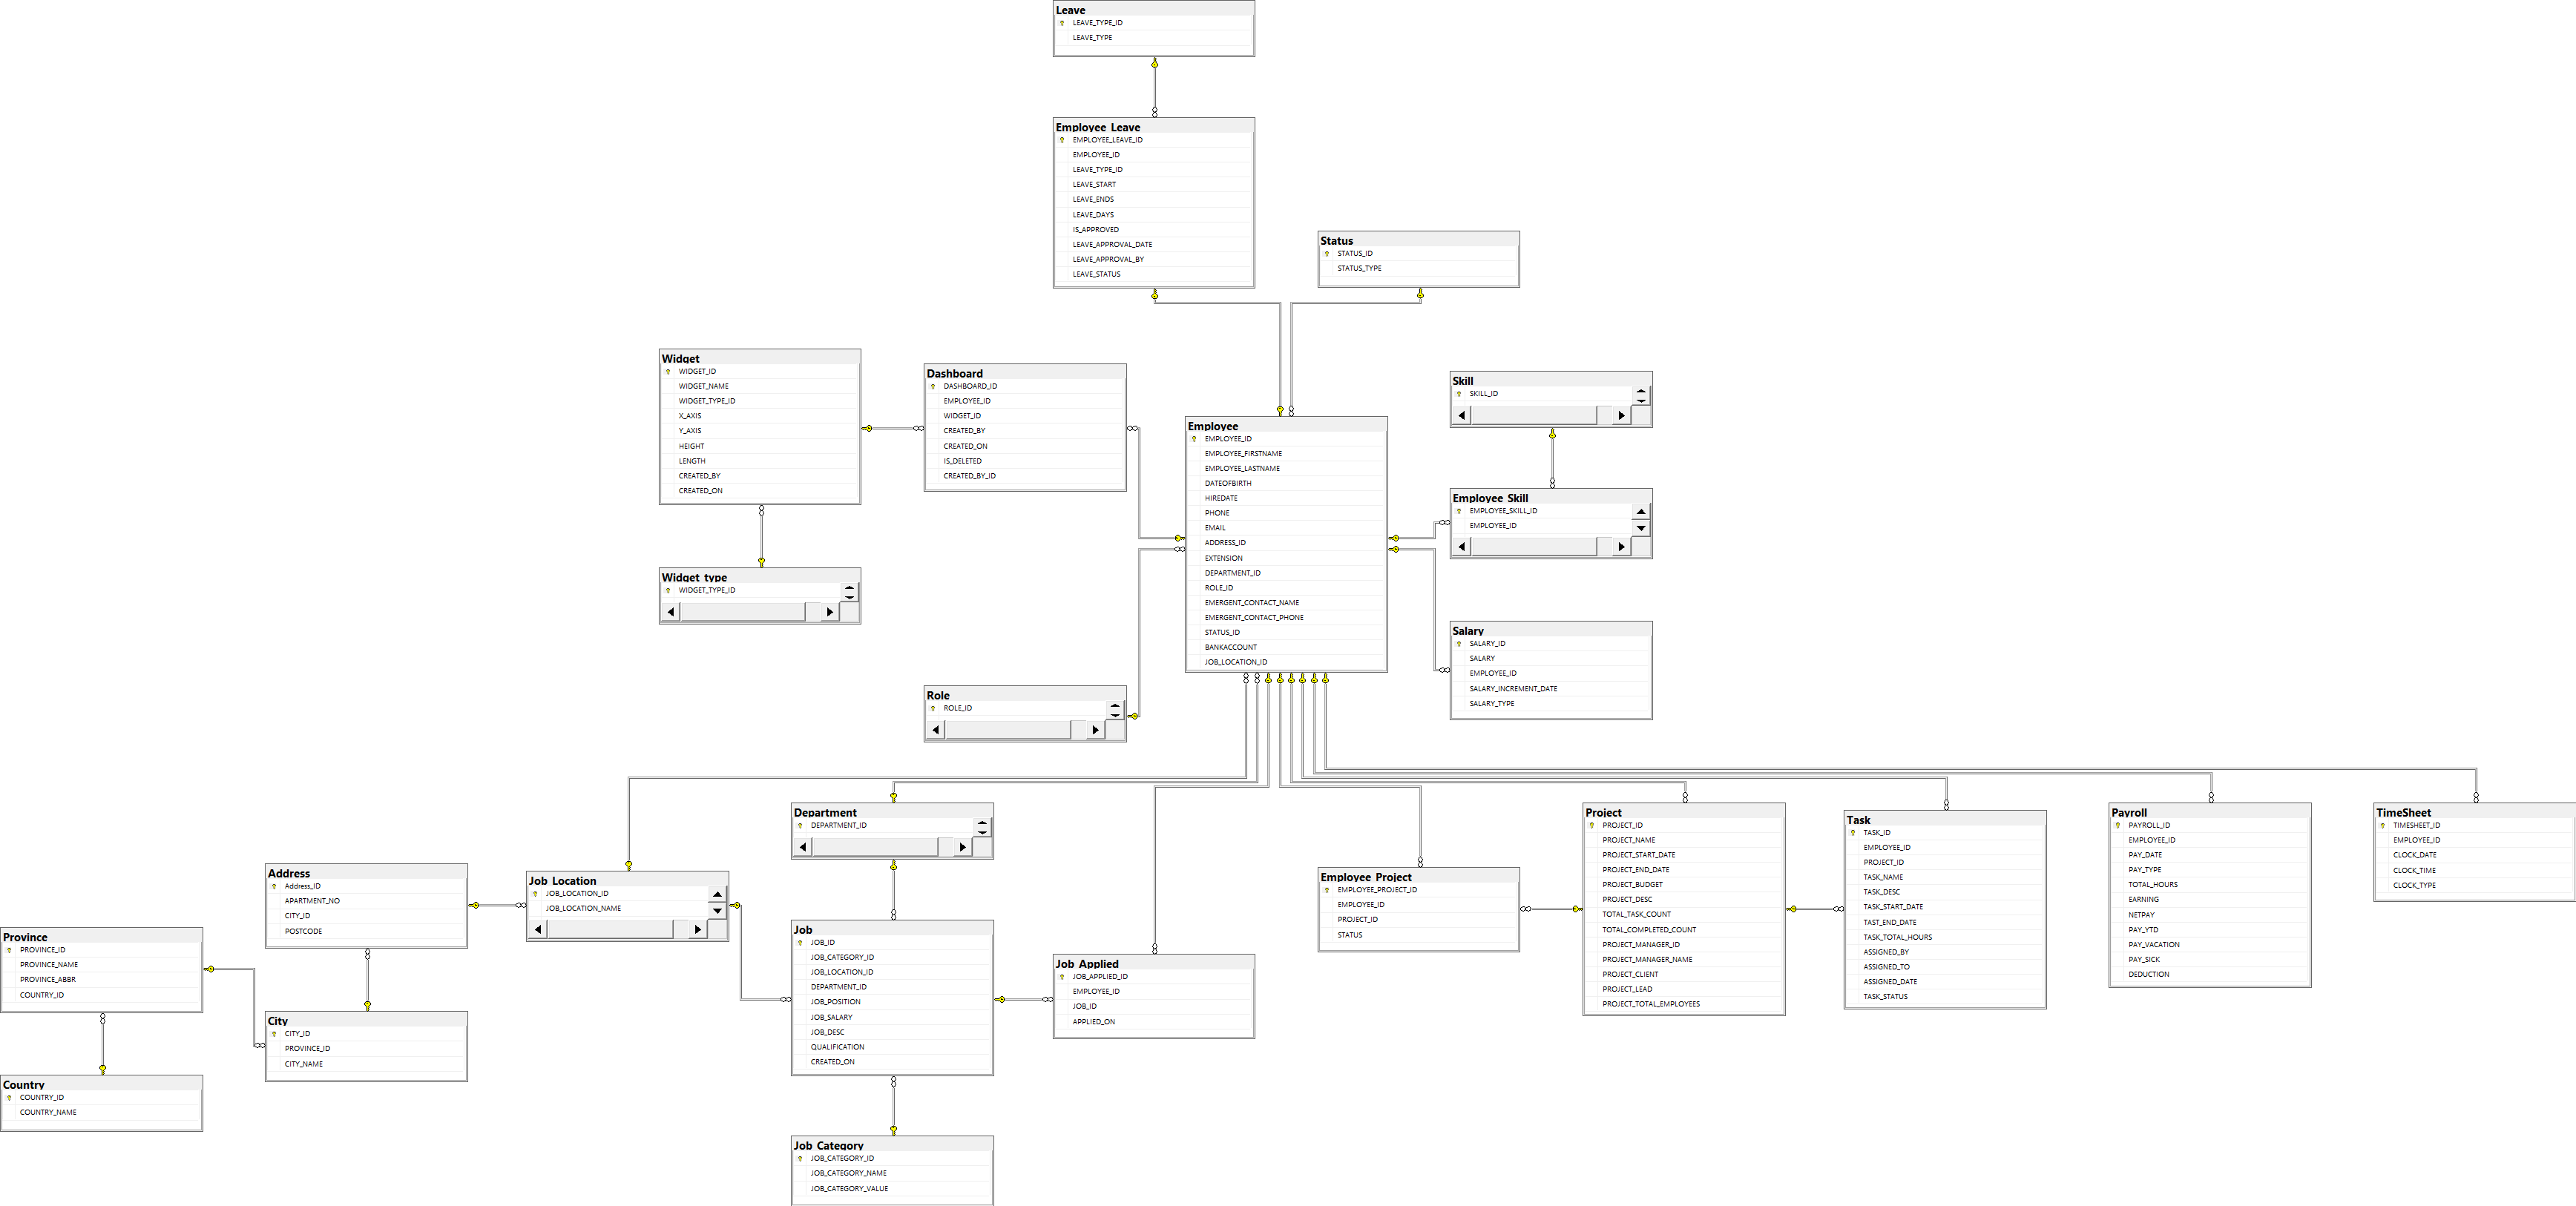 Leave
LEAVE_TYPE_ID
LEAVE_TYPE
Employee Leave
EMPLOYEE_LEAVE_ID
EMPLOYEE_ID
LEAVE_TYPE_ID
LEAVE_START
LEAVE_ENDS
LEAVE_DAYS
IS_APPROVED
LEAVE_APPROVAL_DATE
LEAVE_APPROVAL_BY
LEAVE_STATUS
Status
STATUS_ID
STATUS_TYPE
Widget
WIDGET_ID
WIDGET_NAME
WIDGET_TYPE_ID
X_AXIS
Y_AXIS
HEIGHT
LENGTH
CREATED_BY
CREATED_ON
Dashboard
DASHBOARD_ID
EMPLOYEE_ID
WIDGET_ID
CREATED_BY
CREATED_ON
IS_DELETED
CREATED_BY_ID
Skill
SKILL_ID
Employee
EMPLOYEE_ID
EMPLOYEE_FIRSTNAME
EMPLOYEE_LASTNAME
DATEOFBIRTH
HIREDATE
PHONE
EMAIL
ADDRESS_ID
EXTENSION
DEPARTMENT_ID
ROLE_ID
EMERGENT_CONTACT_NAME
EMERGENT_CONTACT_PHONE
STATUS_ID
BANKACCOUNT
JOB_LOCATION_ID
Employee Skill
EMPLOYEE_SKILL_ID
EMPLOYEE_ID
Widget type
WIDGET_TYPE_ID
Salary
SALARY_ID
SALARY
EMPLOYEE_ID
SALARY_INCREMENT_DATE
SALARY_TYPE
Role
ROLE_ID
Department
DEPARTMENT_ID
Project
PROJECT_ID
PROJECT_NAME
PROJECT_START_DATE
PROJECT_END_DATE
PROJECT_BUDGET
PROJECT_DESC
TOTAL_TASK_COUNT
TOTAL_COMPLETED_COUNT
PROJECT_MANAGER_ID
PROJECT_MANAGER_NAME
PROJECT_CLIENT
PROJECT_LEAD
PROJECT_TOTAL_EMPLOYEES
Task
TASK_ID
EMPLOYEE_ID
PROJECT_ID
TASK_NAME
TASK_DESC
TASK_START_DATE
TAST_END_DATE
TASK_TOTAL_HOURS
ASSIGNED_BY
ASSIGNED_TO
ASSIGNED_DATE
TASK_STATUS
Payroll
PAYROLL_ID
EMPLOYEE_ID
PAY_DATE
PAY_TYPE
TOTAL_HOURS
EARNING
NETPAY
PAY_YTD
PAY_VACATION
PAY_SICK
DEDUCTION
TimeSheet
TIMESHEET_ID
EMPLOYEE_ID
CLOCK_DATE
CLOCK_TIME
CLOCK_TYPE
Address
Address_ID
APARTMENT_NO
CITY_ID
POSTCODE
Job Location
JOB_LOCATION_ID
JOB_LOCATION_NAME
Employee Project
EMPLOYEE_PROJECT_ID
EMPLOYEE_ID
PROJECT_ID
STATUS
Province
PROVINCE_ID
PROVINCE_NAME
PROVINCE_ABBR
COUNTRY_ID
Job
JOB_ID
JOB_CATEGORY_ID
JOB_LOCATION_ID
DEPARTMENT_ID
JOB_POSITION
JOB_SALARY
JOB_DESC
QUALIFICATION
CREATED_ON
Job Applied
JOB_APPLIED_ID
EMPLOYEE_ID
JOB_ID
APPLIED_ON
City
CITY_ID
PROVINCE_ID
CITY_NAME
Country
COUNTRY_ID
COUNTRY_NAME
Job Category
JOB_CATEGORY_ID
JOB_CATEGORY_NAME
JOB_CATEGORY_VALUE